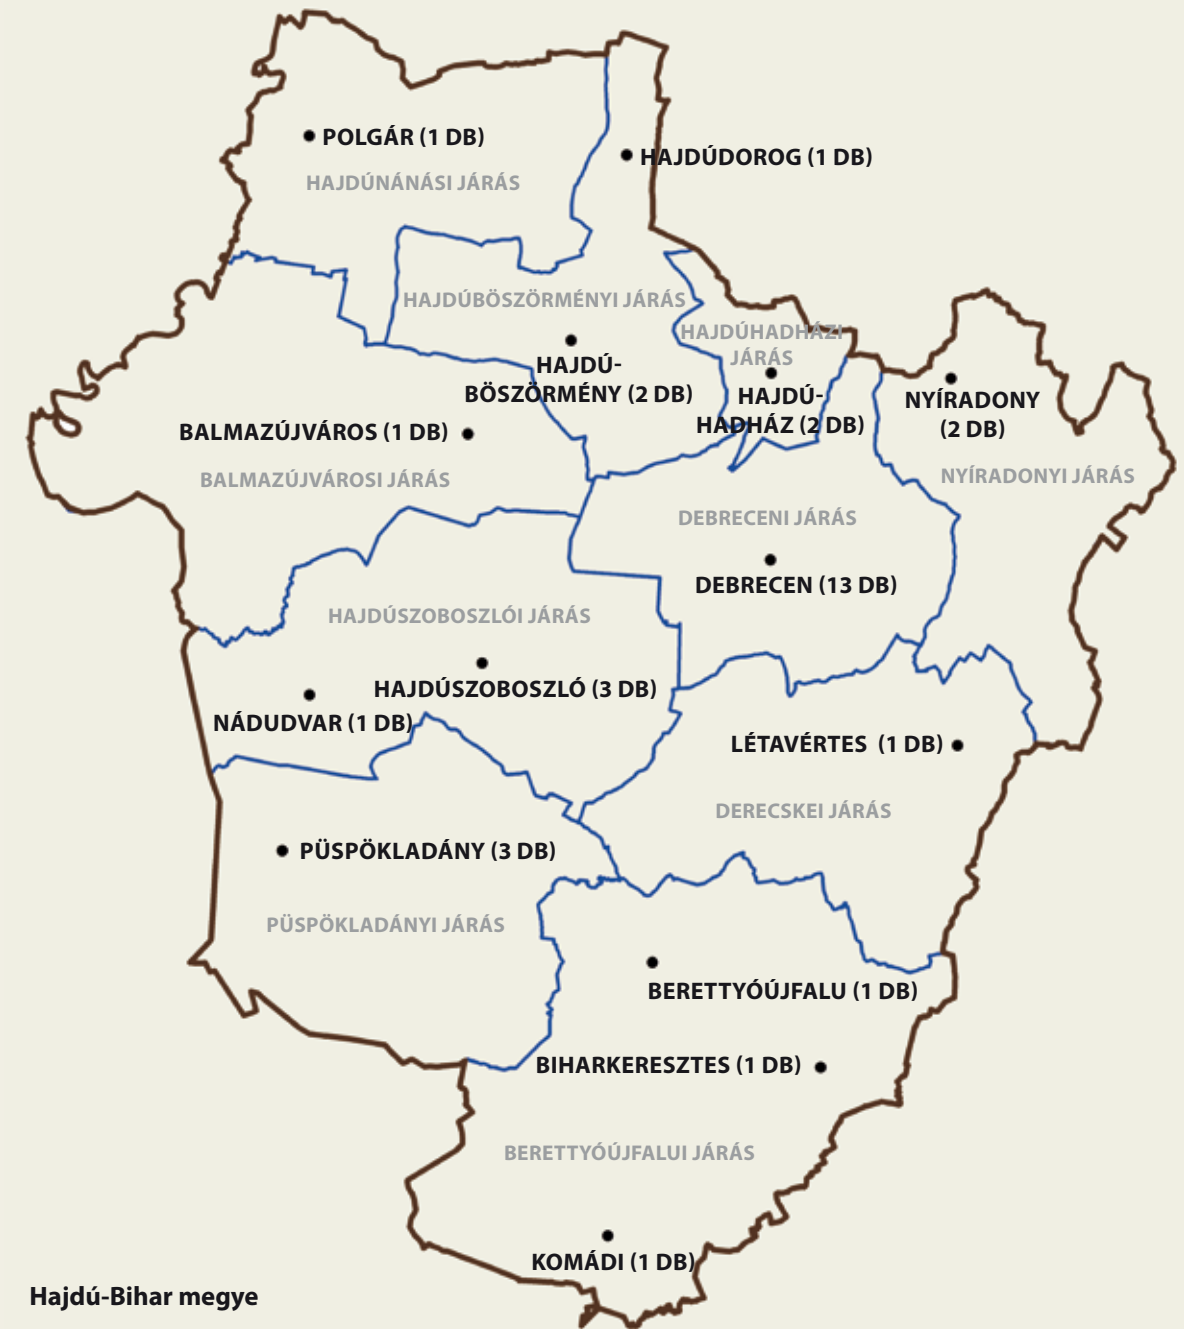 POLGÁR (1 DB)
HAJDÚDOROG (1 DB)
HAJDÚNÁNÁSI JÁRÁS
HAJDÚBÖSZÖRMÉNYI JÁRÁS
HAJDÚHADHÁZI
JÁRÁS
HAJDÚ-
BÖSZÖRMÉNY (2 DB)
HAJDÚ-
HADHÁZ (2 DB)
NYÍRADONY
(2 DB)
BALMAZÚJVÁROS (1 DB)
BALMAZÚJVÁROSI JÁRÁS
NYÍRADONYI JÁRÁS
DEBRECENI JÁRÁS
DEBRECEN (13 DB)
HAJDÚSZOBOSZLÓI JÁRÁS
HAJDÚSZOBOSZLÓ (3 DB)
NÁDUDVAR (1 DB)
LÉTAVÉRTES (1 DB)
DERECSKEI JÁRÁS
PÜSPÖKLADÁNY (3 DB)
PÜSPÖKLADÁNYI JÁRÁS
BERETTYÓÚJFALU (1 DB)
BIHARKERESZTES (1 DB)
BERETTYÓÚJFALUI JÁRÁS
KOMÁDI (1 DB)
Hajdú-Bihar megye